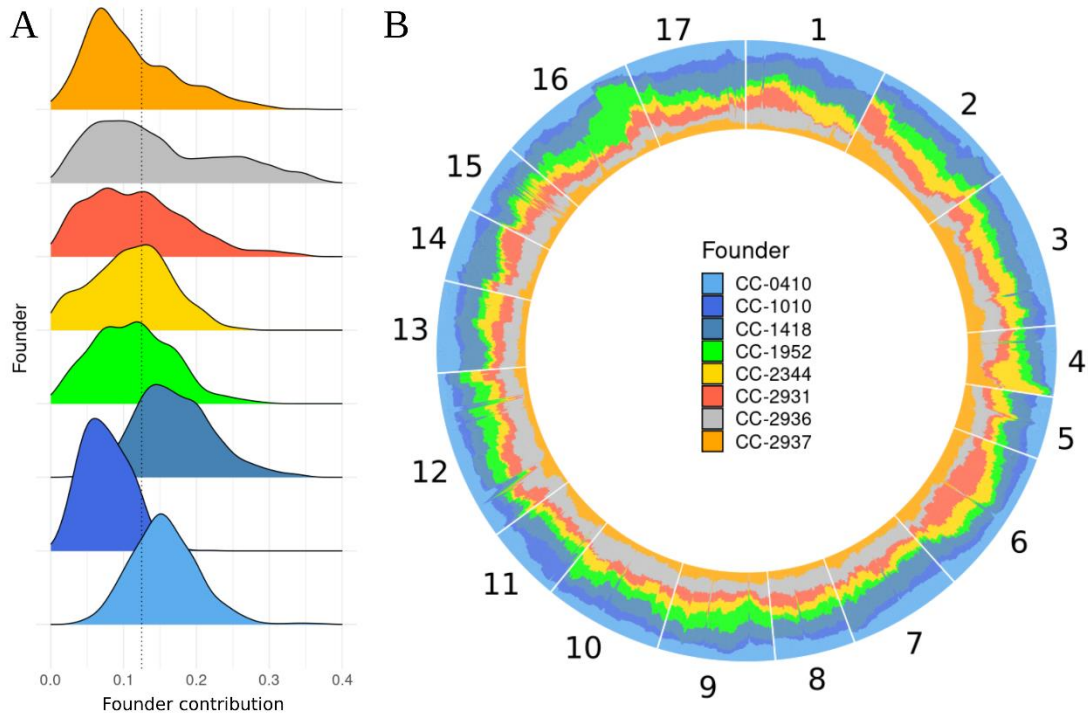 A
Founder
0.0 0.1 0.2 0.3 0.4
Founder contribution
B
1
2
3
4
5
6
7
8
9
10
11
12
13
14
15
16
17
Founder
CC-0410
CC-1010
CC-1418
CC-1952
CC-2344
CC-2931
CC-2936
CC-2937